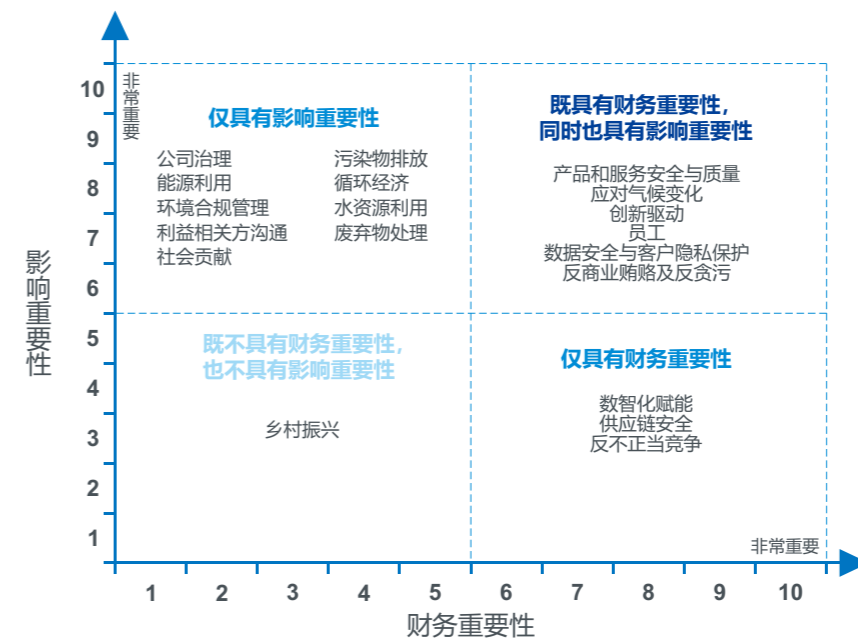 影响重要性
10
9
8
7
6
5
4
3
2
1
非常重要
仅具有影响重要性
公司治理
能源利用
环境合规管理
利益相关方沟通
社会贡献
污染物排放
循环经济
水资源利用
废弃物处理
既具有财务重要性，
同时也具有影响重要性
产品和服务安全与质量
应对气候变化
创新驱动
员工
数据安全与客户隐私保护
反商业贿赂及反贪污
既不具有财务重要性，
也不具有影响重要性
乡村振兴
仅具有财务重要性
数智化赋能
供应链安全
反不正当竞争
非常重要
1 2 3 4 5 6 7 8 9 10
财务重要性